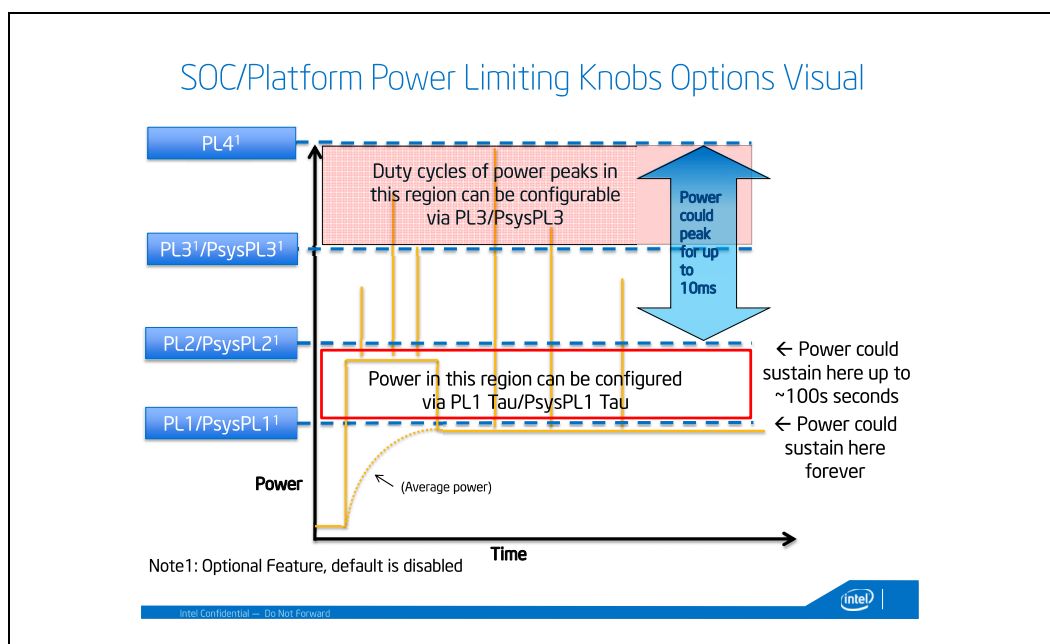 SOC/Platform Power Limiting Knobs Options Visual
PL4¹
Duty cycles of power peaks in
this region can be configurable
via PL3/PsysPL3
Power
could
peak
for up
to
10ms
PL3¹/PsysPL3¹
PL2/PsysPL2¹
← Power could
sustain here up to
~100s seconds
Power in this region can be configured
via PL1 Tau/PsysPL1 Tau
PL1/PsysPL1¹
← Power could
sustain here
forever
Power
(Average power)
Time
Note1: Optional Feature, default is disabled
Intel Confidential — Do Not Forward
intel